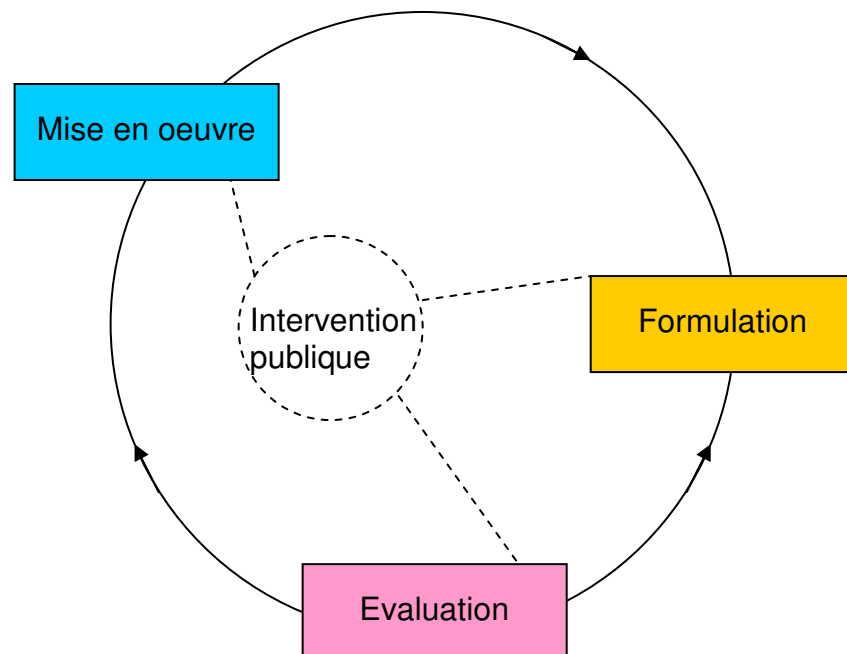 Mise en oeuvre
Formulation
Intervention
publique
Evaluation